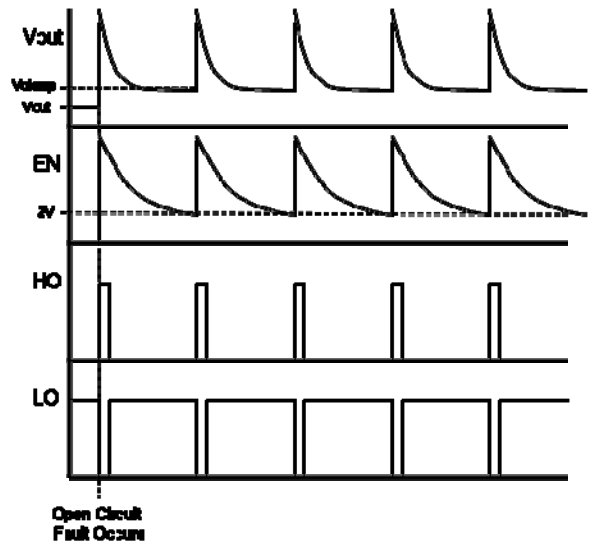 Vout
Vclamp
Vout
EN
2V
HO
LO
Open Circuit
Fault Occurs